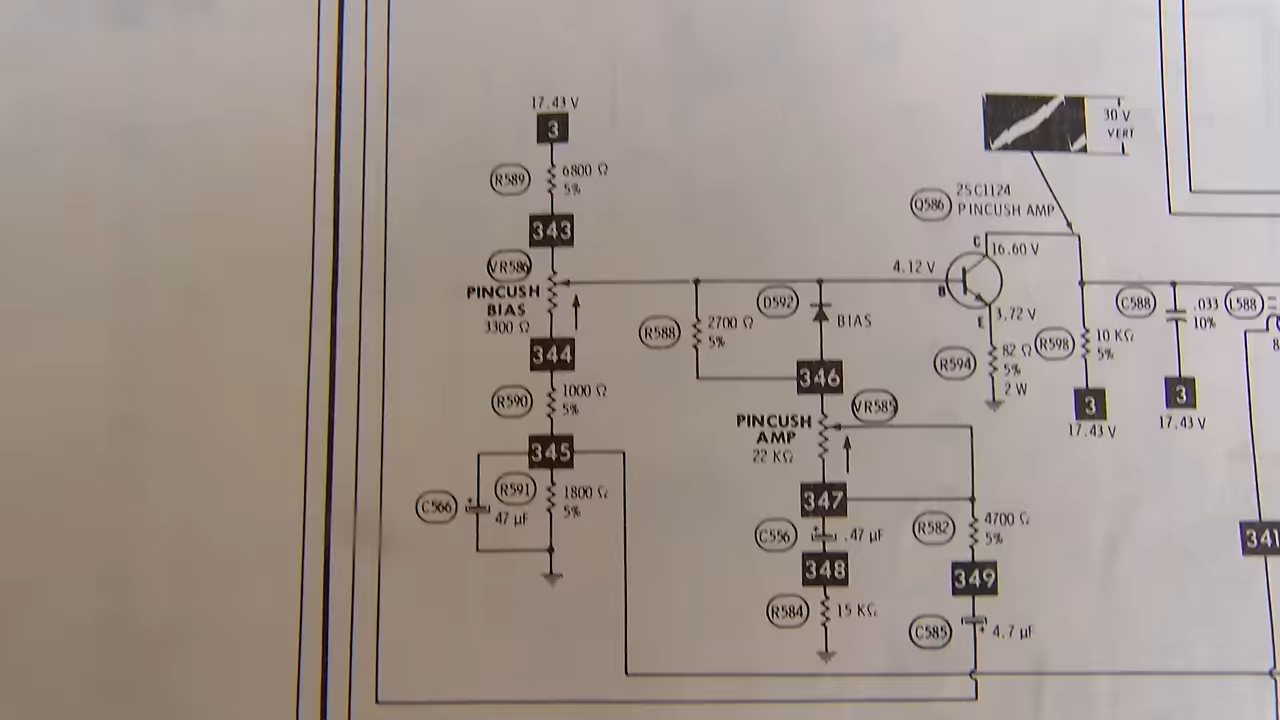 17.43 V
3
R589
6800 Ω
5%
343
VR586
PINCUSH
BIAS
3300 Ω
344
R590
1000 Ω
5%
345
C566
47 µF
R591
1800 Ω
5%
R588
2700 Ω
5%
D592
BIAS
346
VR585
PINCUSH
AMP
22 KΩ
347
C556
.47 µF
348
R584
15 KΩ
R582
4700 Ω
5%
349
C585
4.7 µF
30 V
VERT
Q586
2SC1124
PINCUSH AMP
4.12 V
C
16.60 V
B
E
3.72 V
R594
82 Ω
5%
2 W
R598
10 KΩ
5%
3
17.43 V
C588
.033
10%
3
17.43 V
L588
8
341